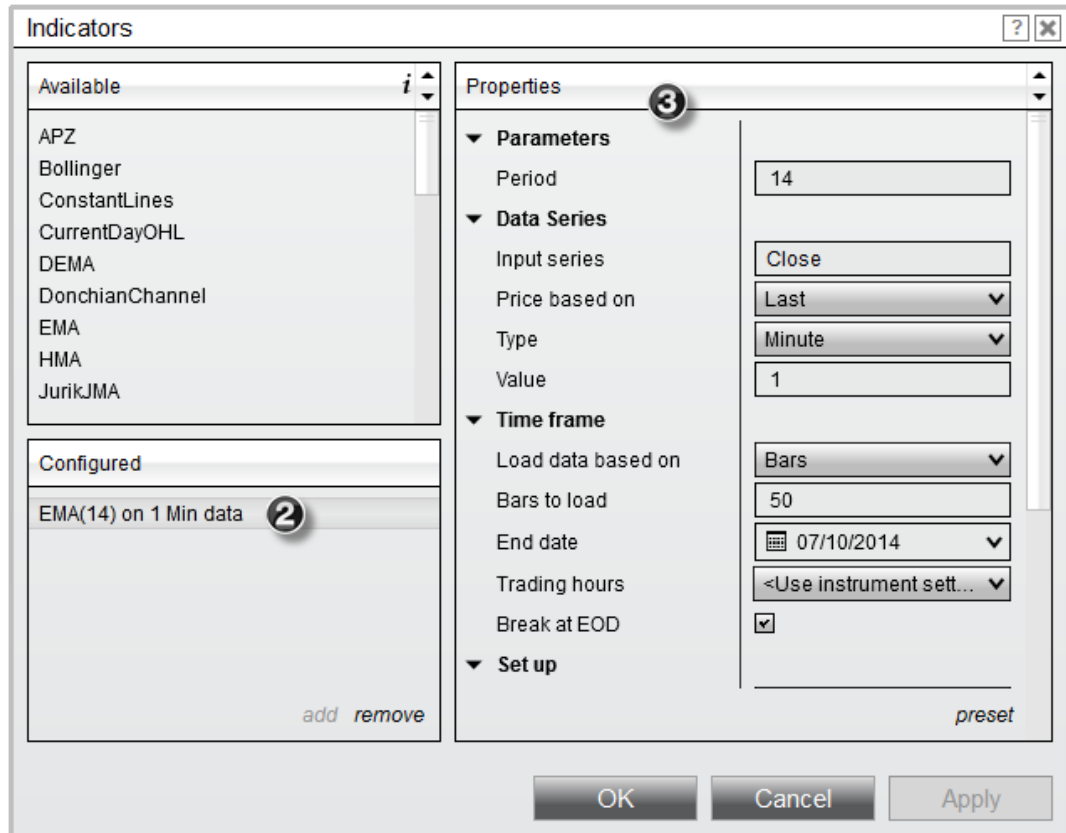 Indicators
?
Available i
APZ
Bollinger
ConstantLines
CurrentDayOHL
DEMA
DonchianChannel
EMA
HMA
JurikJMA
Configured
EMA(14) on 1 Min data 2
add remove
Properties 3
Parameters
Period 14
Data Series
Input series Close
Price based on Last
Type Minute
Value 1
Time frame
Load data based on Bars
Bars to load 50
End date 07/10/2014
Trading hours <Use instrument sett...
Break at EOD
Set up
preset
OK Cancel Apply